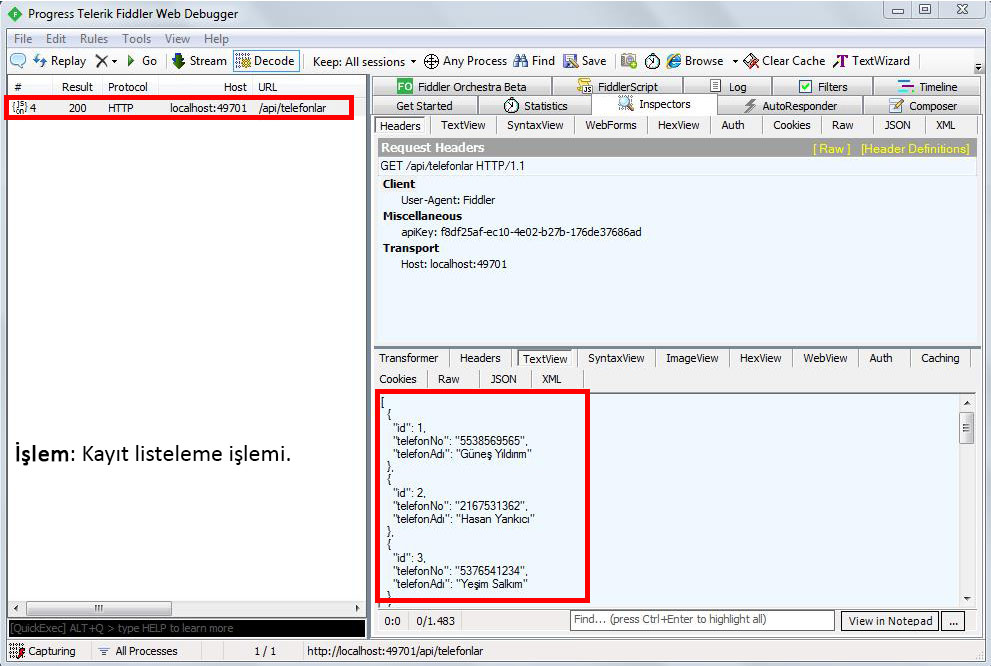 Progress Telerik Fiddler Web Debugger
File Edit Rules Tools View Help
Replay Go Stream Decode Keep: All sessions Any Process Find Save Browse Clear Cache TextWizard
# Result Protocol Host URL
4 200 HTTP localhost:49701 /api/telefonlar
FO Fiddler Orchestra Beta FiddlerScript Log Filters Timeline
Get Started Statistics Inspectors AutoResponder Composer
Headers TextView SyntaxView WebForms HexView Auth Cookies Raw JSON XML
Request Headers [ Raw ] [Header Definitions]
GET /api/telefonlar HTTP/1.1
Client
User-Agent: Fiddler
Miscellaneous
apiKey: f8df25af-ec10-4e02-b27b-176de37686ad
Transport
Host: localhost:49701
Transformer Headers TextView SyntaxView ImageView HexView WebView Auth Caching
Cookies Raw JSON XML
[
{
"id": 1,
"telefonNo": "5538569565",
"telefonAdı": "Güneş Yıldırım"
},
{
"id": 2,
"telefonNo": "2167531362",
"telefonAdı": "Hasan Yankıcı"
},
{
"id": 3,
"telefonNo": "5376541234",
"telefonAdı": "Yeşim Salkım"
}
İşlem: Kayıt listeleme işlemi.
0:0 0/1.483 Find... (press Ctrl+Enter to highlight all) View in Notepad ...
[QuickExec] ALT+Q > type HELP to learn more
Capturing All Processes 1 / 1 http://localhost:49701/api/telefonlar